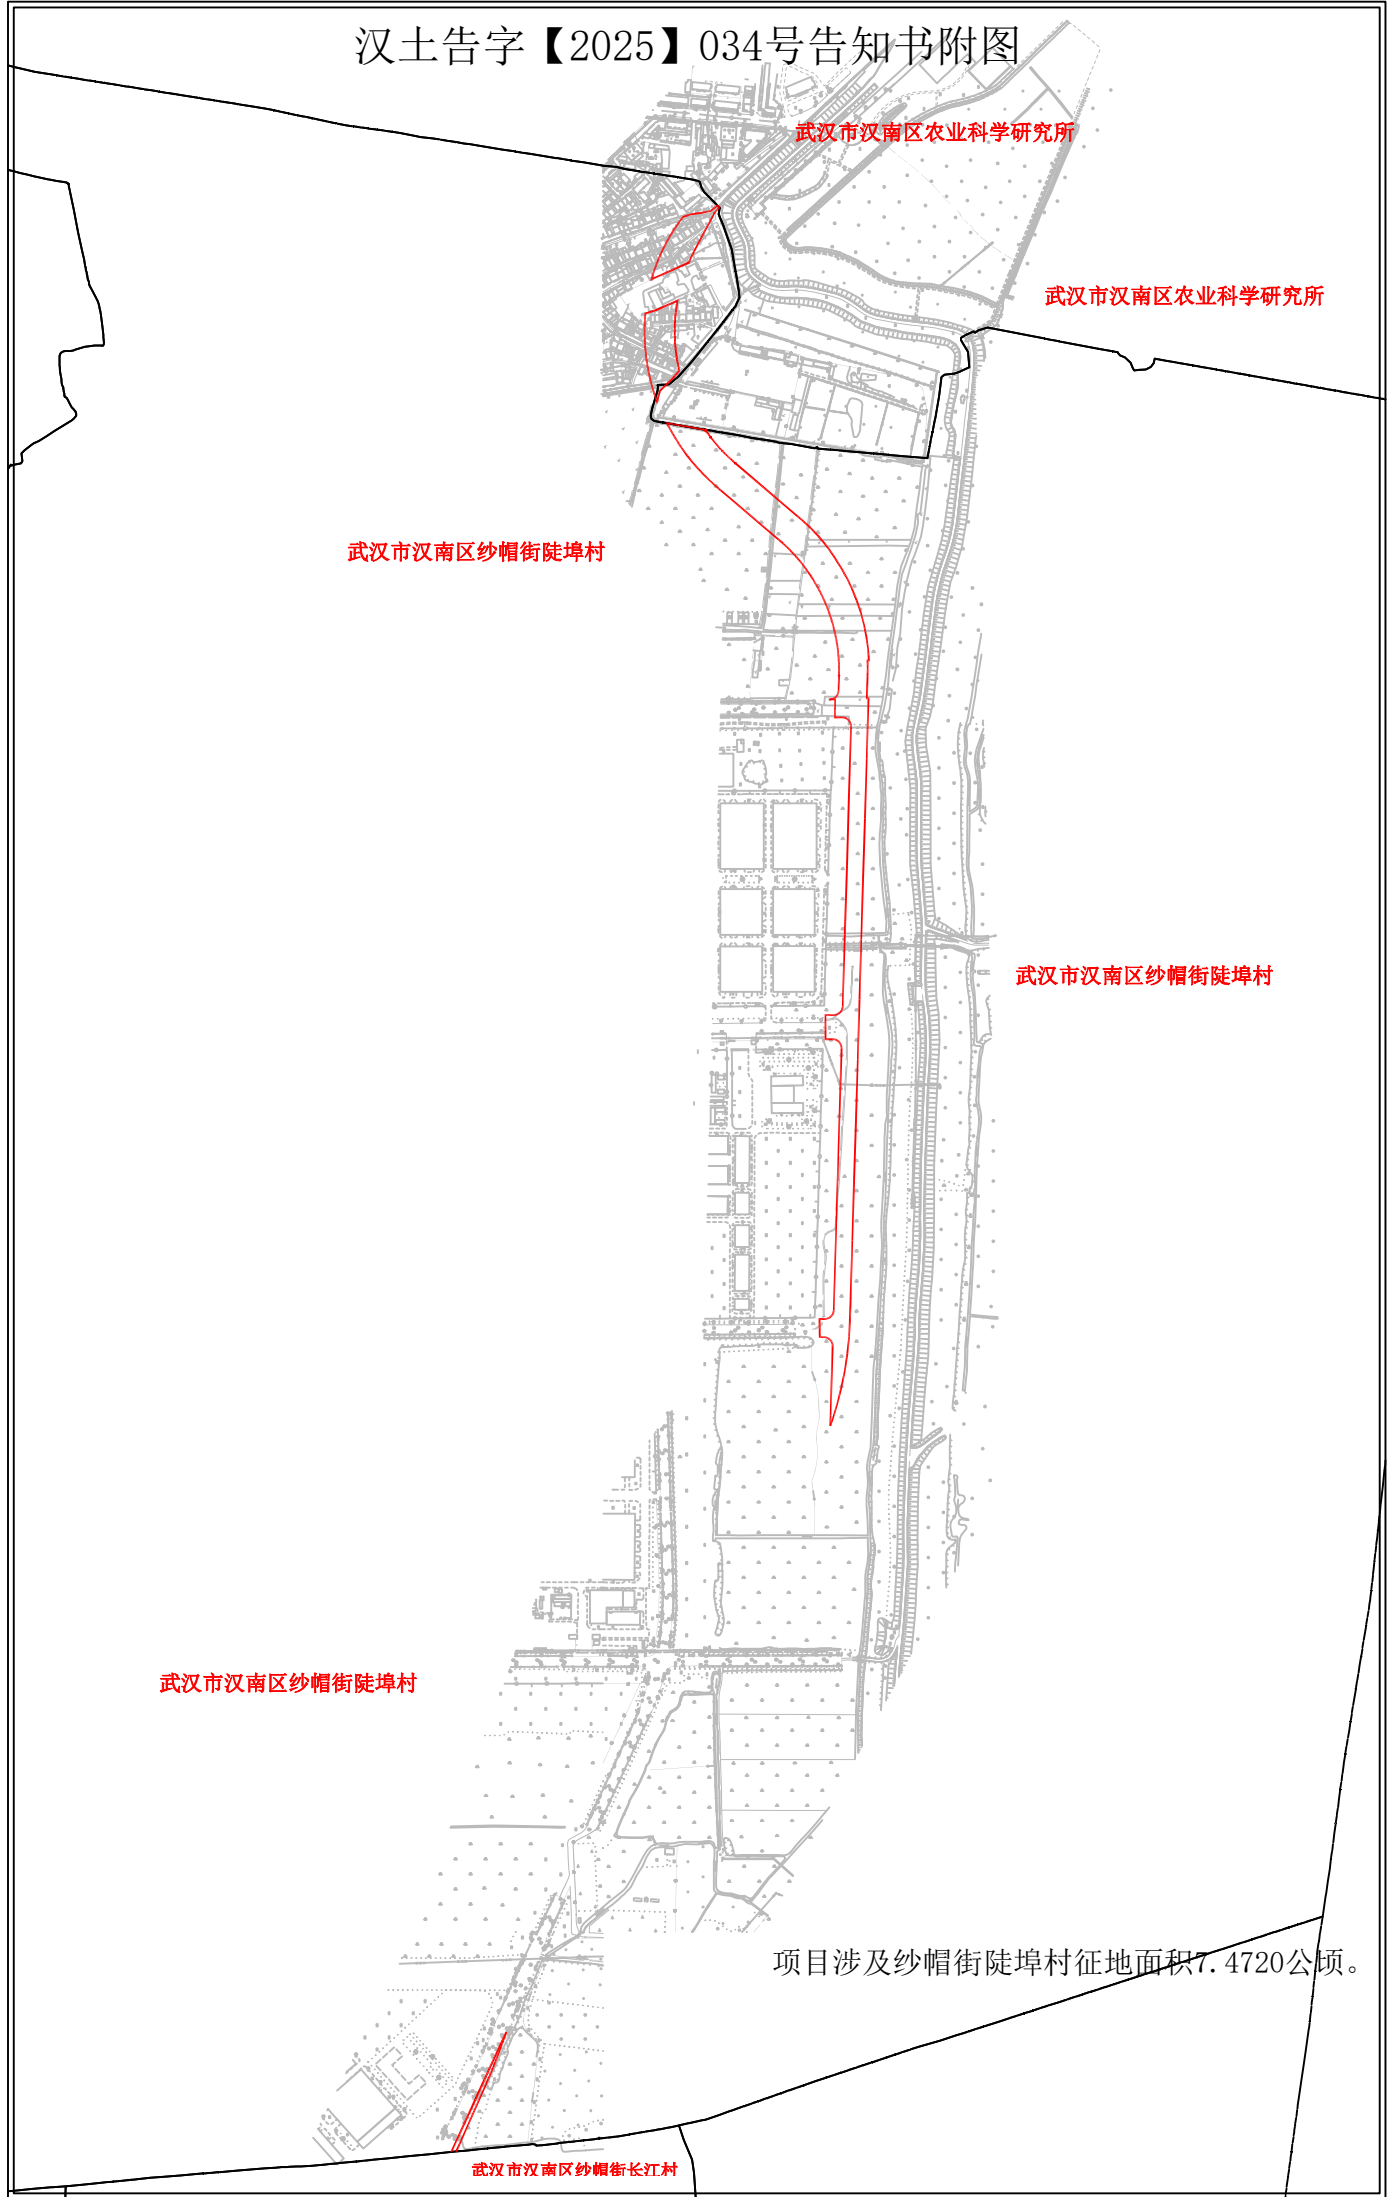 汉土告字【2025】034号告知书附图
武汉市汉南区农业科学研究所
武汉市汉南区农业科学研究所
武汉市汉南区纱帽街陡埠村
武汉市汉南区纱帽街陡埠村
武汉市汉南区纱帽街陡埠村
项目涉及纱帽街陡埠村征地面积7.4720公顷。
武汉市汉南区纱帽街长江村